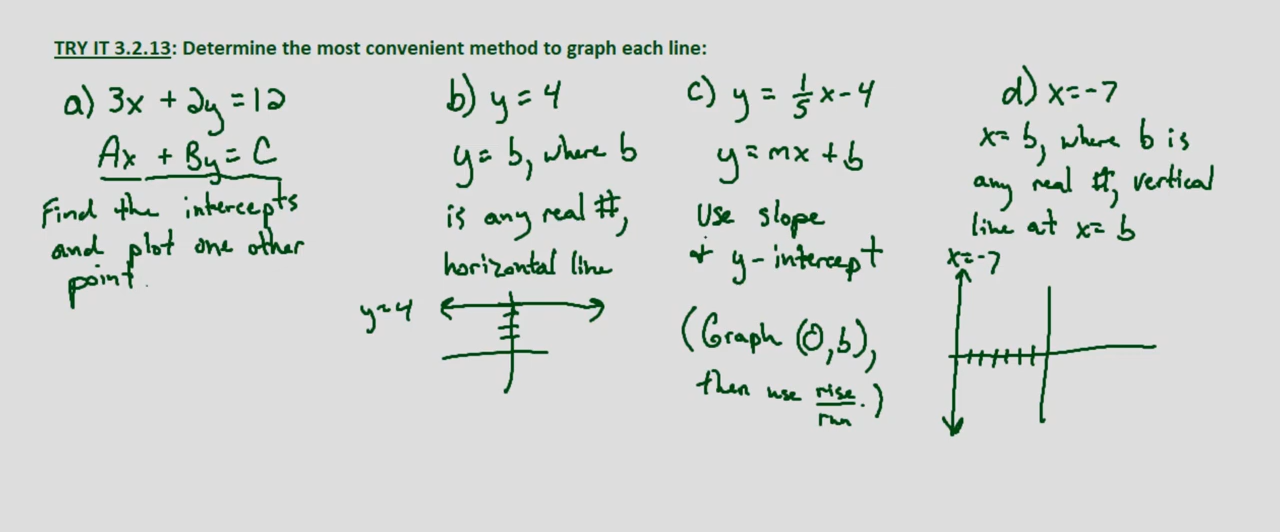 TRY IT 3.2.13: Determine the most convenient method to graph each line:
a) 3x + 2y = 12
Ax + By = C
Find the intercepts
and plot one other
point.
b) y = 4
y = b, where b
is any real #,
horizontal line
y=4
c) y = 1/5 x - 4
y = mx + b
Use slope
+ y-intercept
(Graph (0,b),
then use rise/run.)
d) x=-7
x= b, where b is
any real #, vertical
line at x= b
x=-7